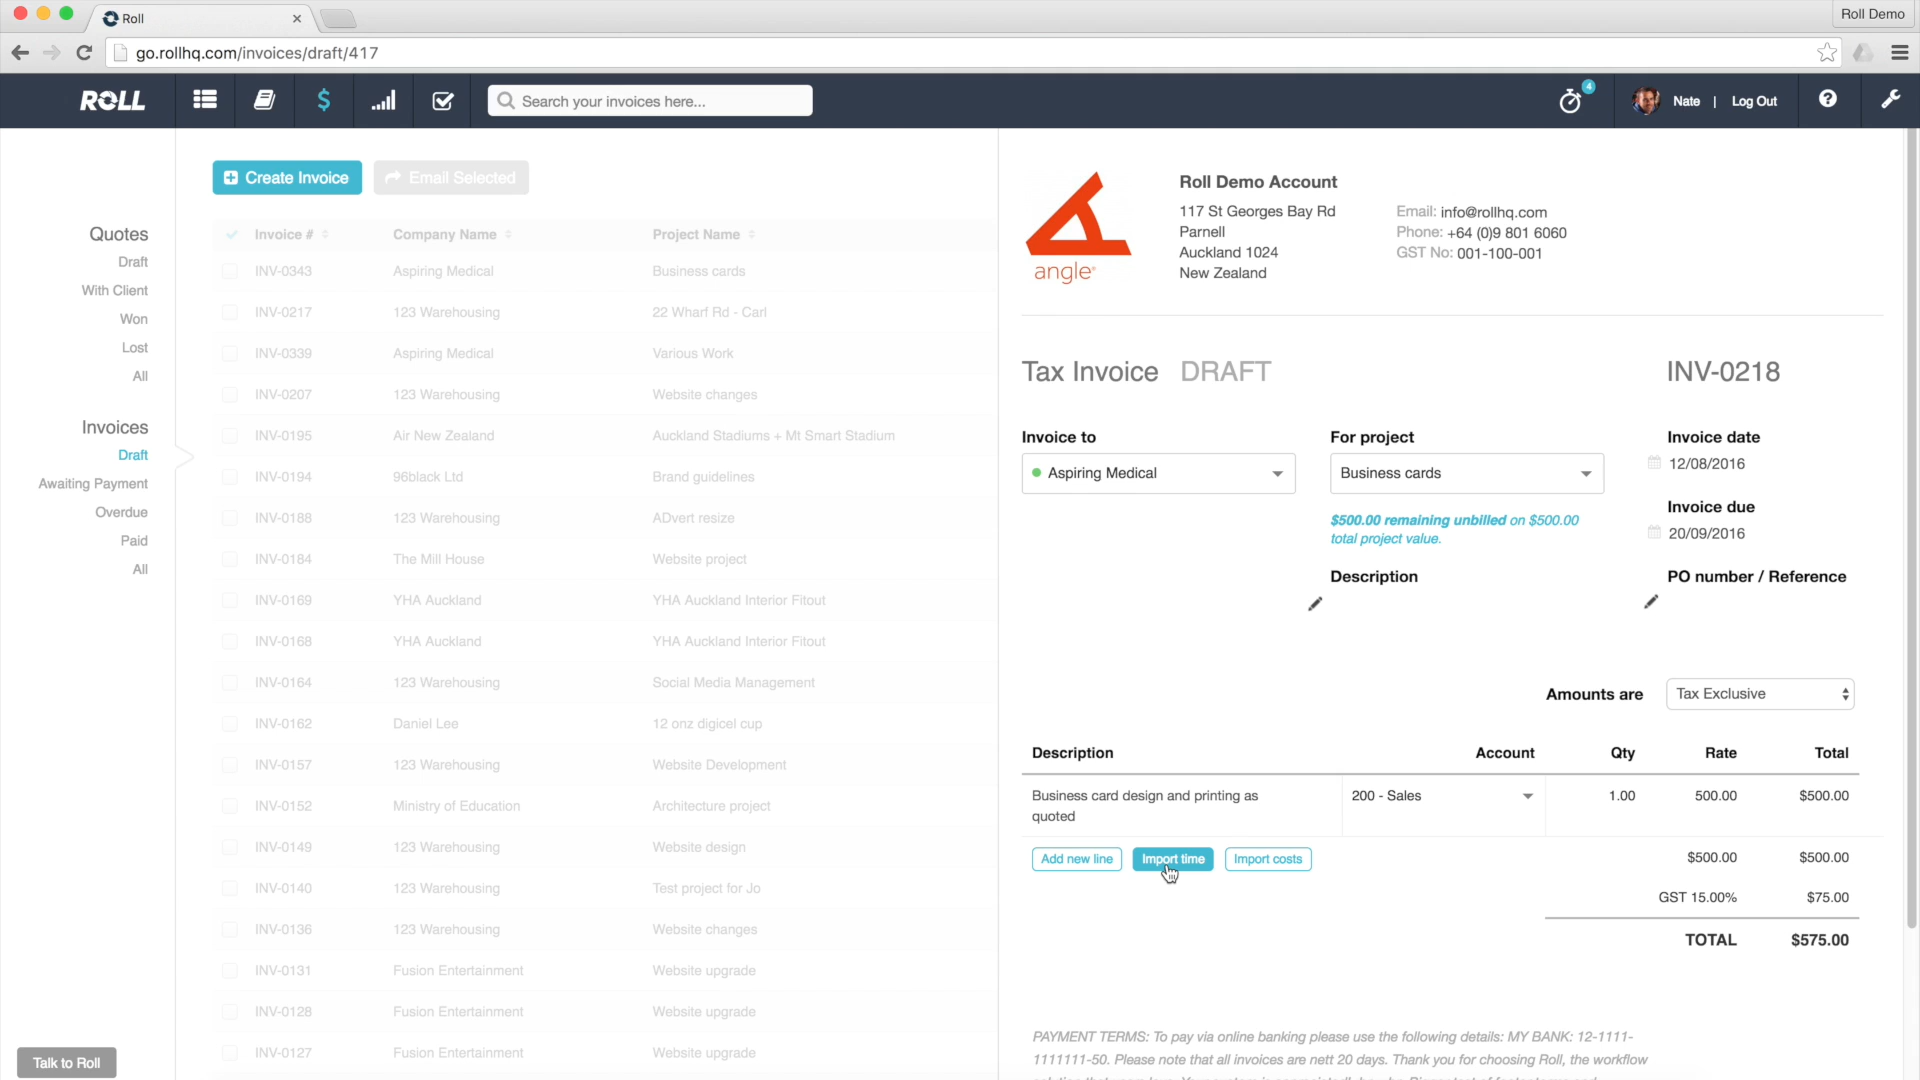 Roll
Roll Demo
go.rollhq.com/invoices/draft/417
ROLL
Search your invoices here...
4
Nate | Log Out
Quotes
Draft
With Client
Won
Lost
All
Invoices
Draft
Awaiting Payment
Overdue
Paid
All
Talk to Roll
Create Invoice
Email Selected
Invoice # Company Name Project Name
INV-0343 Aspiring Medical Business cards
INV-0217 123 Warehousing 22 Wharf Rd - Carl
INV-0339 Aspiring Medical Various Work
INV-0207 123 Warehousing Website changes
INV-0195 Air New Zealand Auckland Stadiums + Mt Smart Stadium
INV-0194 96black Ltd Brand guidelines
INV-0188 123 Warehousing ADvert resize
INV-0184 The Mill House Website project
INV-0169 YHA Auckland YHA Auckland Interior Fitout
INV-0168 YHA Auckland YHA Auckland Interior Fitout
INV-0164 123 Warehousing Social Media Management
INV-0162 Daniel Lee 12 onz digicel cup
INV-0157 123 Warehousing Website Development
INV-0152 Ministry of Education Architecture project
INV-0149 123 Warehousing Website design
INV-0140 123 Warehousing Test project for Jo
INV-0136 123 Warehousing Website changes
INV-0131 Fusion Entertainment Website upgrade
INV-0128 Fusion Entertainment Website upgrade
INV-0127 Fusion Entertainment Website upgrade
angle
Roll Demo Account
117 St Georges Bay Rd
Parnell
Auckland 1024
New Zealand
Email: info@rollhq.com
Phone: +64 (0)9 801 6060
GST No: 001-100-001
Tax Invoice DRAFT INV-0218
Invoice to
Aspiring Medical
For project
Business cards
$500.00 remaining unbilled on $500.00
total project value.
Description
Invoice date
12/08/2016
Invoice due
20/09/2016
PO number / Reference
Amounts are Tax Exclusive
Description Account Qty Rate Total
Business card design and printing as 200 - Sales 1.00 500.00 $500.00
quoted
Add new line Import time Import costs $500.00 $500.00
GST 15.00% $75.00
TOTAL $575.00
PAYMENT TERMS: To pay via online banking please use the following details: MY BANK: 12-1111-
1111111-50. Please note that all invoices are nett 20 days. Thank you for choosing Roll, the workflow